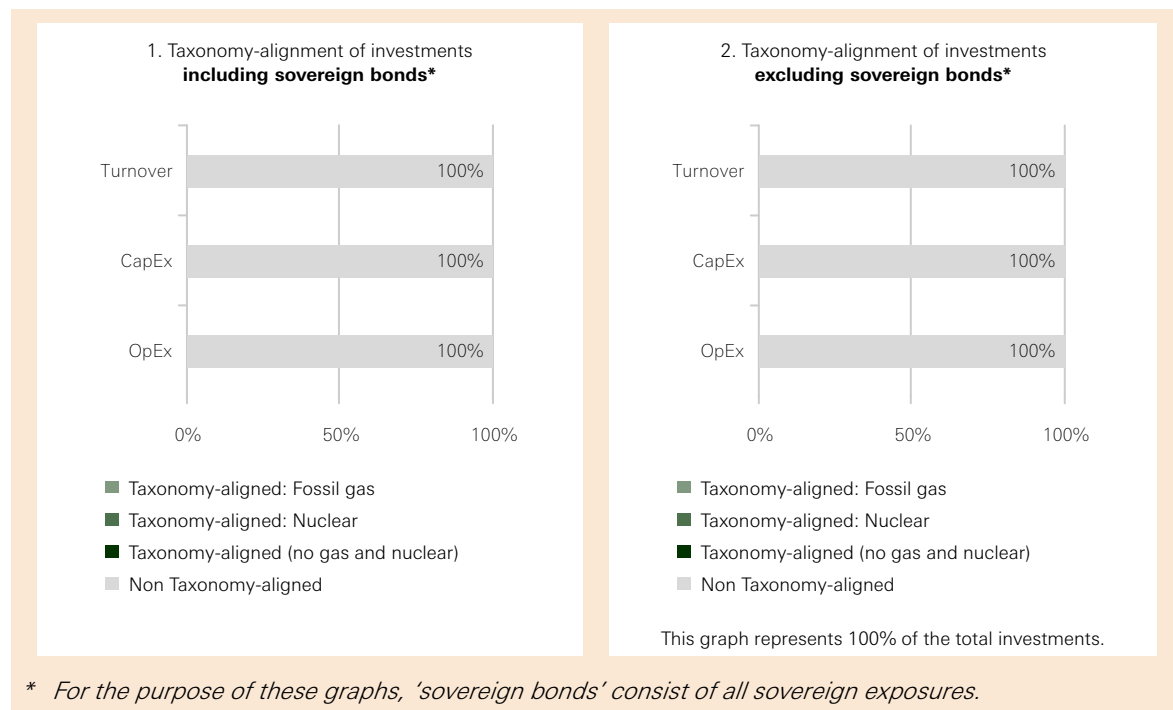 1. Taxonomy-alignment of investments
including sovereign bonds*
Turnover
100%
CapEx
100%
OpEx
100%
0%
50%
100%
Taxonomy-aligned: Fossil gas
Taxonomy-aligned: Nuclear
Taxonomy-aligned (no gas and nuclear)
Non Taxonomy-aligned
2. Taxonomy-alignment of investments
excluding sovereign bonds*
Turnover
100%
CapEx
100%
OpEx
100%
0%
50%
100%
Taxonomy-aligned: Fossil gas
Taxonomy-aligned: Nuclear
Taxonomy-aligned (no gas and nuclear)
Non Taxonomy-aligned
This graph represents 100% of the total investments.
* For the purpose of these graphs, ‘sovereign bonds’ consist of all sovereign exposures.